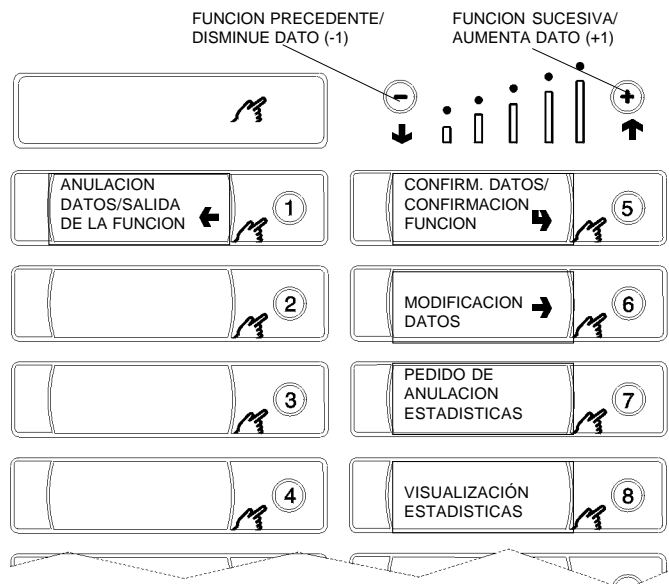 FUNCION PRECEDENTE/
DISMINUE DATO (-1)
FUNCION SUCESIVA/
AUMENTA DATO (+1)
-
+
ANULACION
DATOS/SALIDA
DE LA FUNCION
1
CONFIRM. DATOS/
CONFIRMACION
FUNCION
5
2
MODIFICACION
DATOS
6
3
PEDIDO DE
ANULACION
ESTADISTICAS
7
4
VISUALIZACIÓN
ESTADISTICAS
8